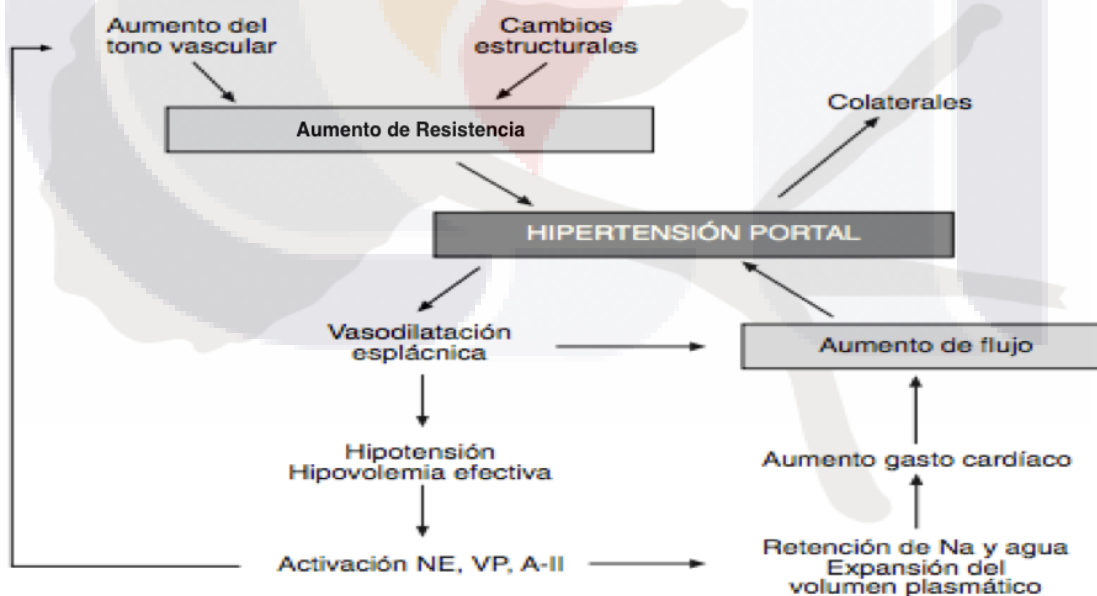 Aumento del
tono vascular
Cambios
estructurales
Colaterales
Aumento de Resistencia
HIPERTENSIÓN PORTAL
Vasodilatación
esplácnica
Aumento de flujo
Hipotensión
Hipovolemia efectiva
Aumento gasto cardíaco
Activación NE, VP, A-II
Retención de Na y agua
Expansión del
volumen plasmático